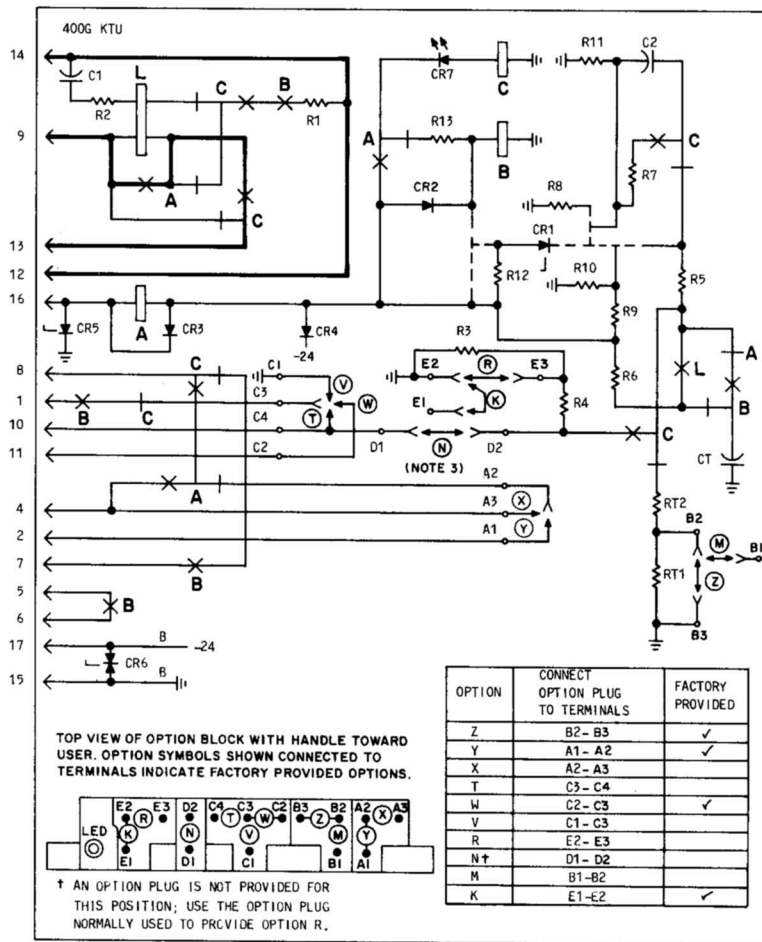 400G KTU
14
C1
R2
L
C
B
R1
9
A
C
13
12
16
CR5
A
CR3
CR4
-24
CR7
C
A
R13
B
CR2
R11
C2
C
R7
R8
CR1
R12
R10
R9
R5
R6
L
A
B
CT
8
1
10
11
B
C
C
C1
C3
C4
C2
V
W
T
R3
E2
R
E3
E1
K
R4
D1
N
D2
(NOTE 3)
C
4
2
7
A
B
A2
A3
A1
X
Y
RT2
RT1
B2
M
B1
Z
B3
5
6
B
17
B
-24
CR6
15
B
OPTION CONNECT OPTION PLUG TO TERMINALS FACTORY PROVIDED
Z B2-B3 ✓
Y A1-A2 ✓
X A2-A3
T C3-C4
W C2-C3 ✓
V C1-C3
R E2-E3
N† D1-D2
M B1-B2
K E1-E2 ✓
TOP VIEW OF OPTION BLOCK WITH HANDLE TOWARD
USER. OPTION SYMBOLS SHOWN CONNECTED TO
TERMINALS INDICATE FACTORY PROVIDED OPTIONS.
LED
E2 E3 D2 C4 C3 C2 B3 B2 A2 A3
K R N T W V Z M Y X
E1 D1 C1 B1 A1
† AN OPTION PLUG IS NOT PROVIDED FOR
THIS POSITION; USE THE OPTION PLUG
NORMALLY USED TO PROVIDE OPTION R.